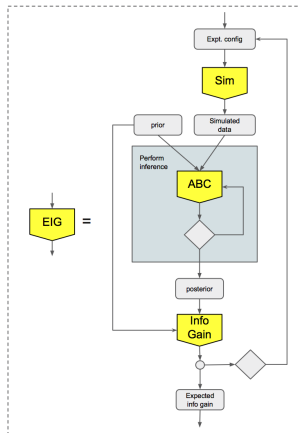 Expt. config
Sim
prior
Simulated
data
Perform
inference
ABC
EIG
=
posterior
Info
Gain
Expected
info gain